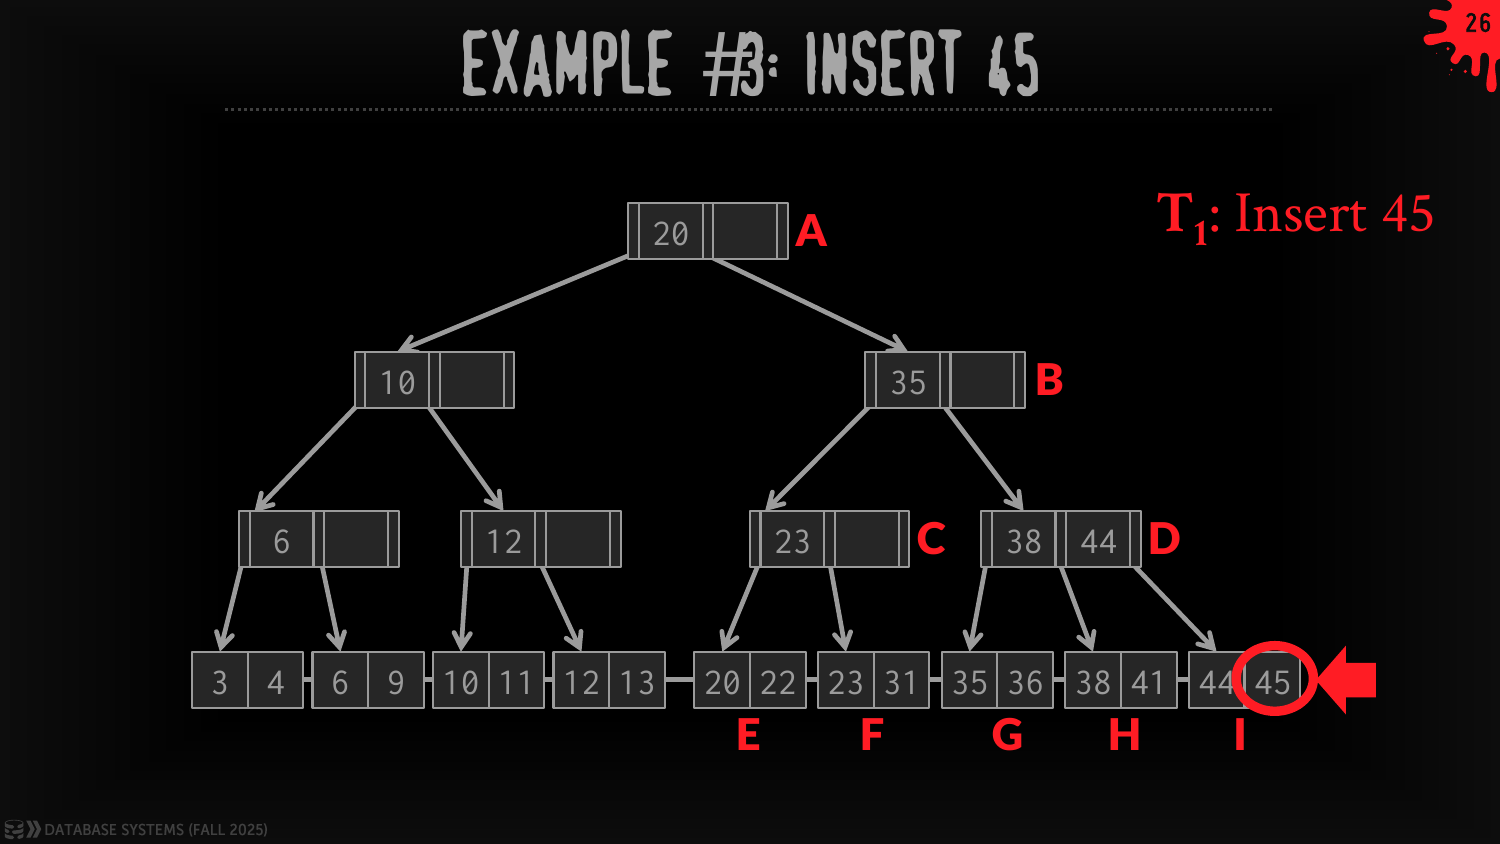 26
EXAMPLE #3: INSERT 45
T1: Insert 45
20 A
10
35 B
6
12
23 C
38 44 D
3 4 6 9 10 11 12 13 20 22 23 31 35 36 38 41 44 45
E F G H I
DATABASE SYSTEMS (FALL 2025)